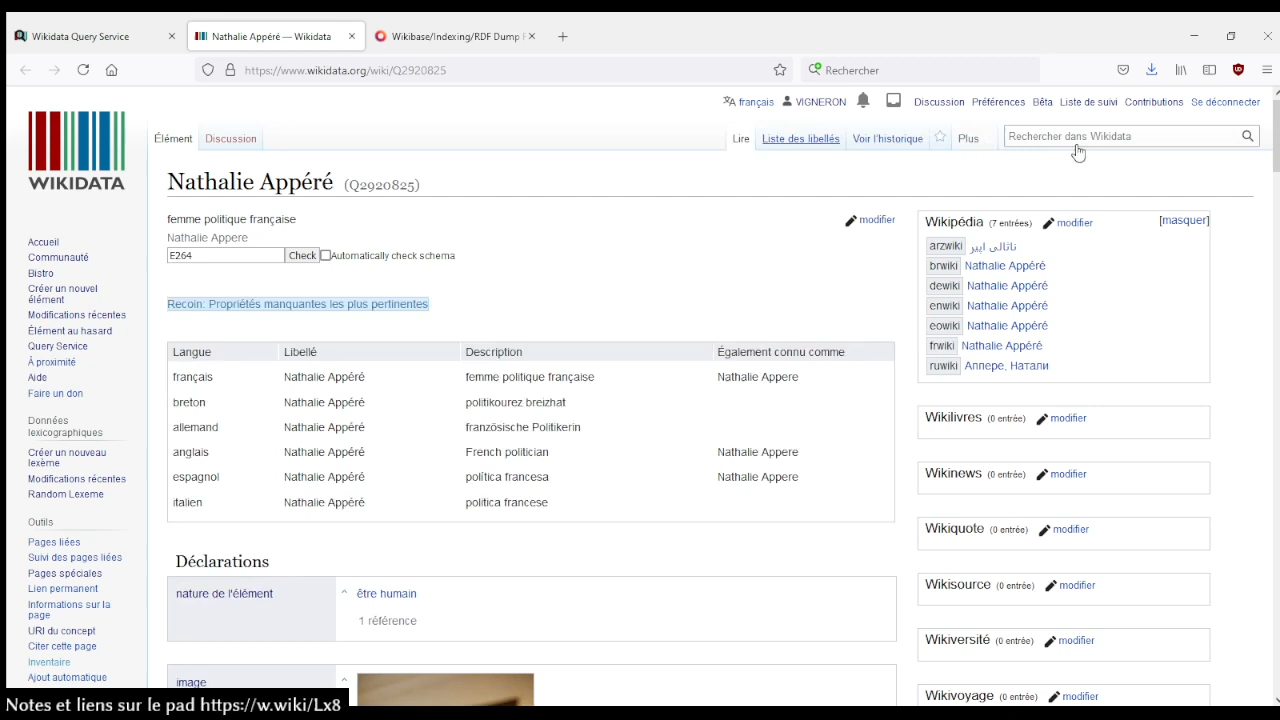 Wikidata Query Service
Nathalie Appéré — Wikidata
Wikibase/Indexing/RDF Dump F
https://www.wikidata.org/wiki/Q2920825
Rechercher
français VIGNERON Discussion Préférences Bêta Liste de suivi Contributions Se déconnecter
WIKIDATA
Élément Discussion Lire Liste des libellés Voir l'historique Plus Rechercher dans Wikidata
Nathalie Appéré (Q2920825)
femme politique française modifier
Nathalie Appere
E264 Check Automatically check schema
Recoin: Propriétés manquantes les plus pertinentes
Langue Libellé Description Également connu comme
français Nathalie Appéré femme politique française Nathalie Appere
breton Nathalie Appéré politikourez breizhat
allemand Nathalie Appéré französische Politikerin
anglais Nathalie Appéré French politician Nathalie Appere
espagnol Nathalie Appéré política francesa Nathalie Appere
italien Nathalie Appéré politica francese
Déclarations
nature de l'élément être humain
1 référence
image
Wikipédia (7 entrées) modifier [masquer]
arzwiki ناتالى ابير
brwiki Nathalie Appéré
dewiki Nathalie Appéré
enwiki Nathalie Appéré
eowiki Nathalie Appéré
frwiki Nathalie Appéré
ruwiki Аппере, Натали
Wikilivres (0 entrée) modifier
Wikinews (0 entrée) modifier
Wikiquote (0 entrée) modifier
Wikisource (0 entrée) modifier
Wikiversité (0 entrée) modifier
Wikivoyage (0 entrée) modifier
Accueil
Communauté
Bistro
Créer un nouvel
élément
Modifications récentes
Élément au hasard
Query Service
À proximité
Aide
Faire un don
Données
lexicographiques
Créer un nouveau
lexème
Modifications récentes
Random Lexeme
Outils
Pages liées
Suivi des pages liées
Pages spéciales
Lien permanent
Informations sur la
page
URI du concept
Citer cette page
Inventaire
Ajout automatique
Notes et liens sur le pad https://w.wiki/Lx8